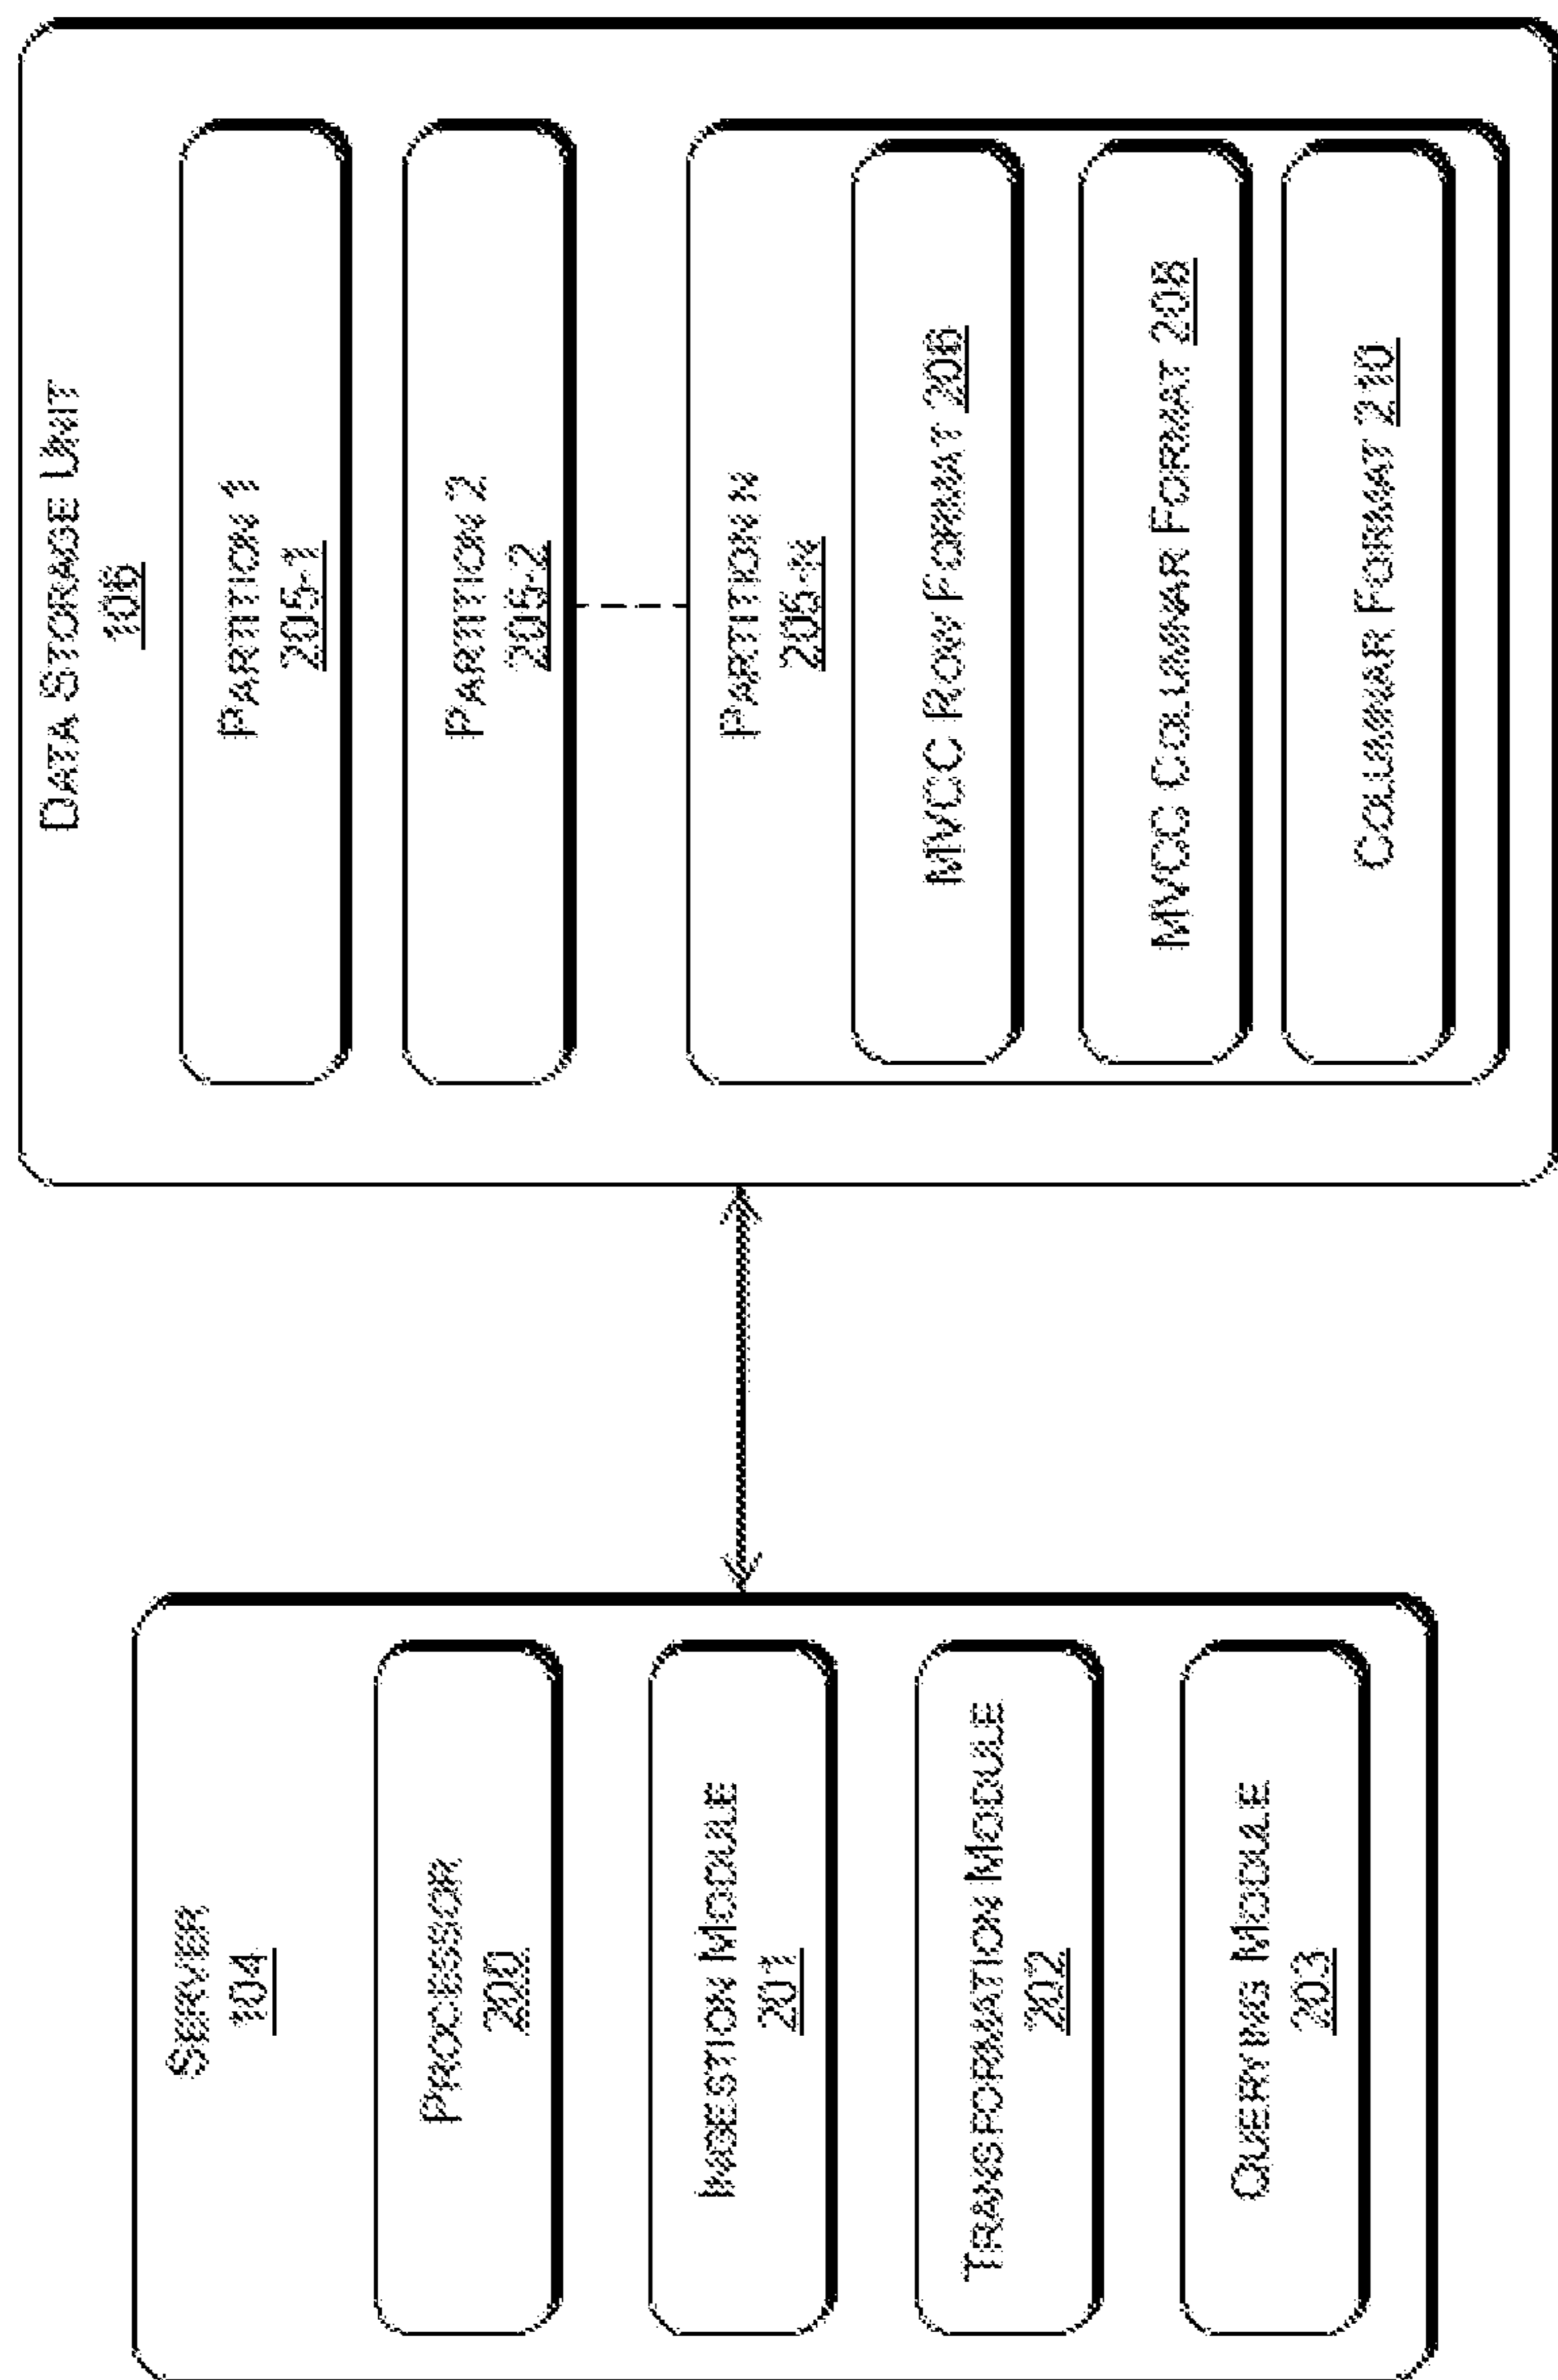 SERVER
104
PROCESSOR
200
INGESTION MODULE
201
TRANSFORMATION MODULE
202
QUERYING MODULE
203
DATA STORAGE UNIT
106
PARTITION 1
205-1
PARTITION 2
205-2
PARTITION N
205-N
MVCC ROW FORMAT 206
MVCC COLUMNAR FORMAT 208
COLUMNAR FORMAT 210